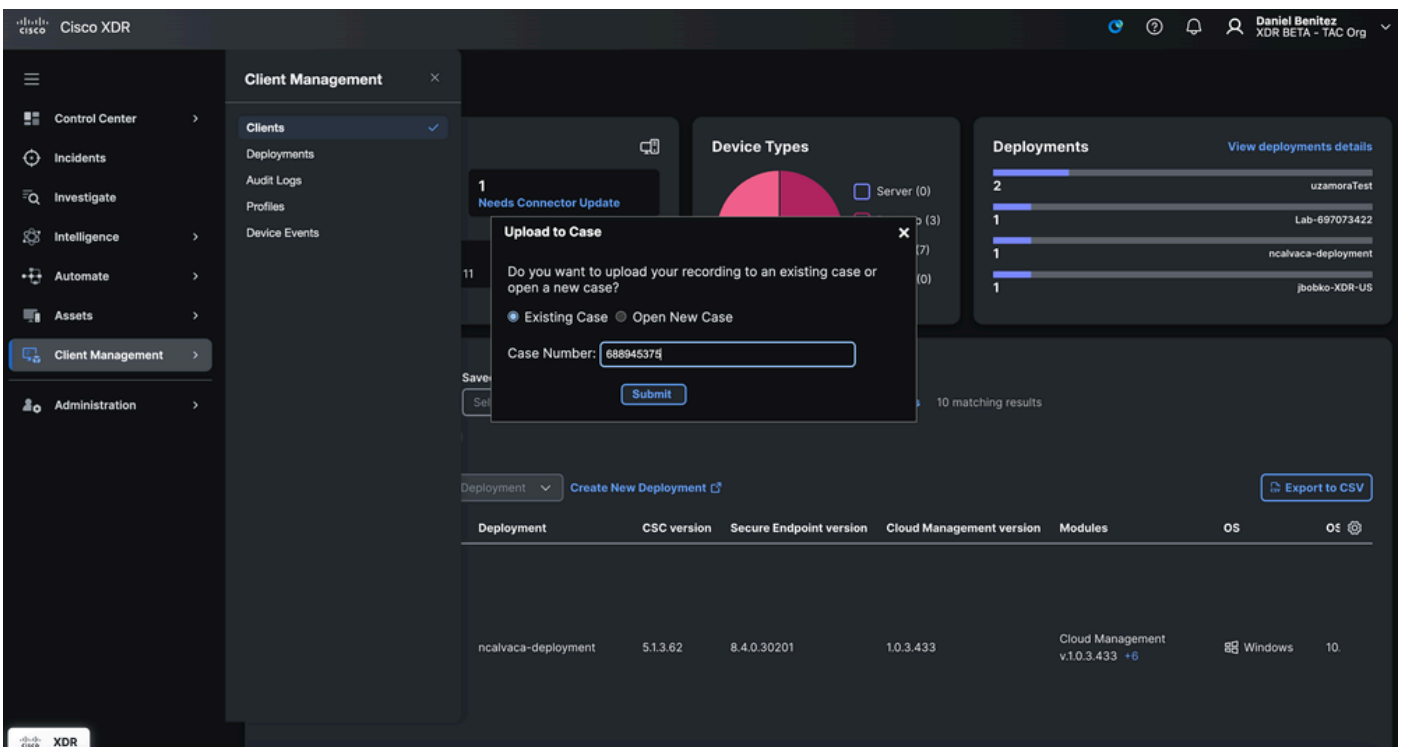 cisco Cisco XDR
Daniel Benitez
XDR BETA - TAC Org
Control Center
Incidents
Investigate
Intelligence
Automate
Assets
Client Management
Administration
XDR
Client Management
Clients
Deployments
Audit Logs
Profiles
Device Events
1
Needs Connector Update
11
Device Types
Server (0)
(3)
(7)
(0)
Deployments View deployments details
2 uzamoraTest
1 Lab-697073422
1 ncalvaca-deployment
1 jbobko-XDR-US
Upload to Case
Do you want to upload your recording to an existing case or
open a new case?
Existing Case Open New Case
Case Number: 688945375
Submit
10 matching results
Deployment Create New Deployment Export to CSV
Deployment CSC version Secure Endpoint version Cloud Management version Modules OS OS
ncalvaca-deployment 5.1.3.62 8.4.0.30201 1.0.3.433 Cloud Management Windows 10.
v.1.0.3.433 +6